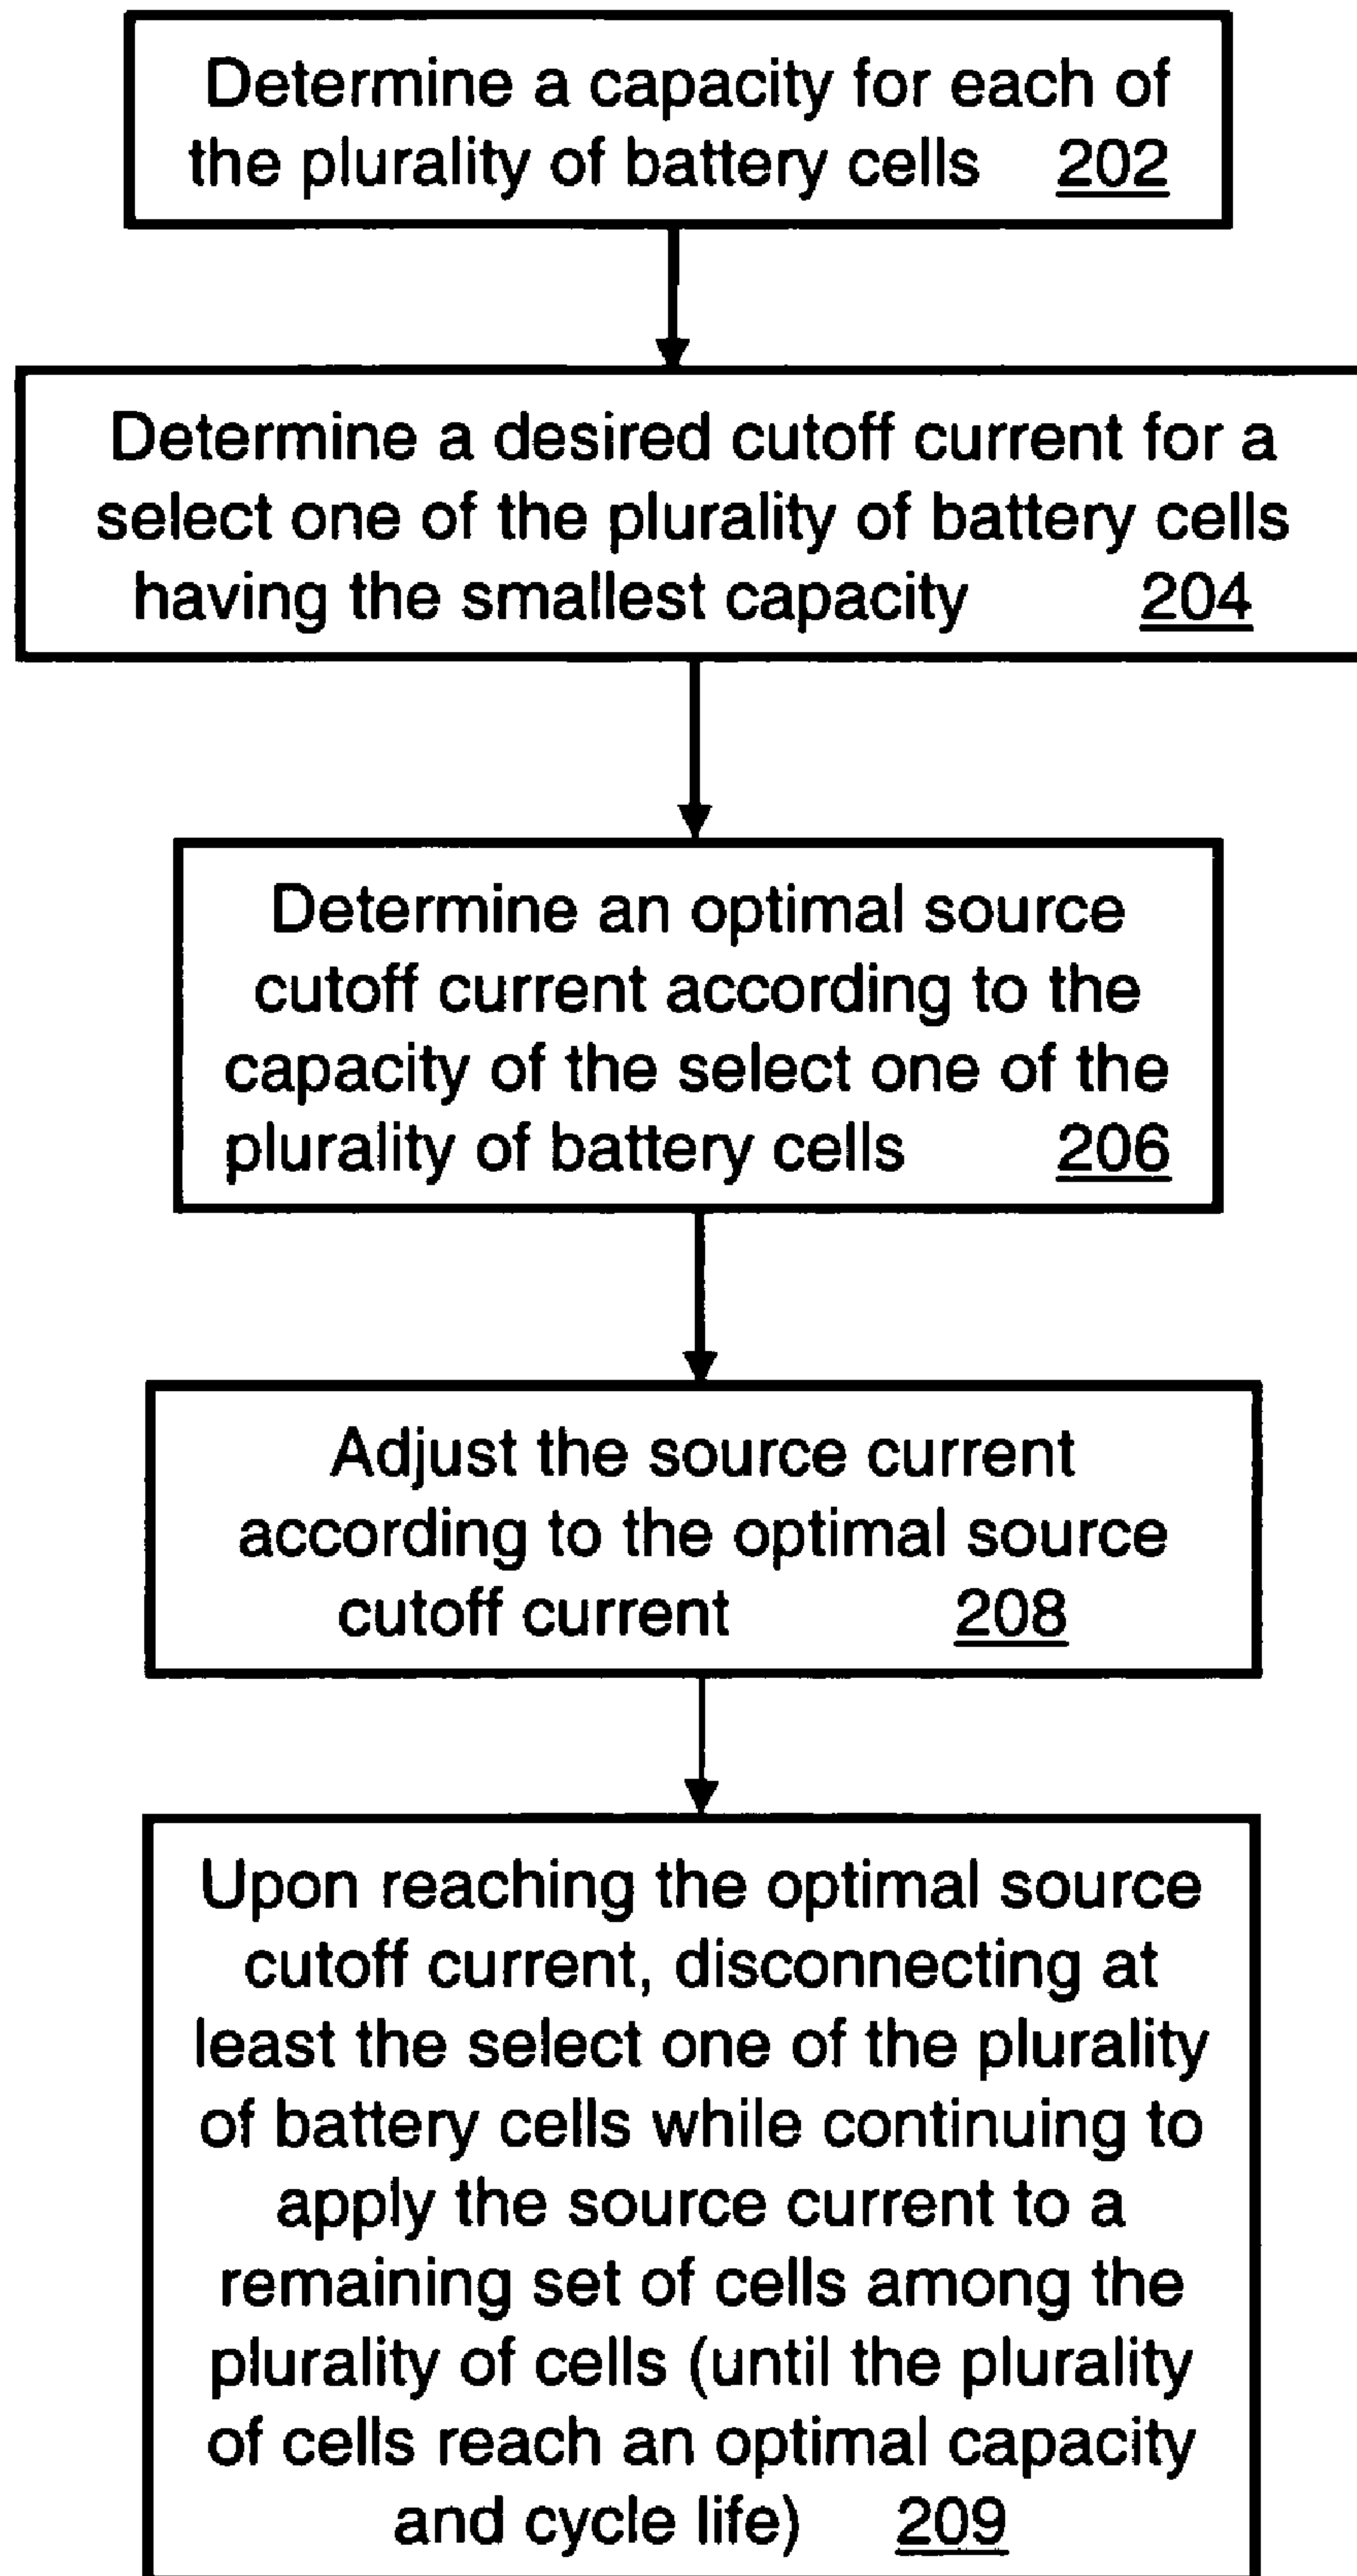 Determine a capacity for each of
the plurality of battery cells 202
Determine a desired cutoff current for a
select one of the plurality of battery cells
having the smallest capacity 204
Determine an optimal source
cutoff current according to the
capacity of the select one of the
plurality of battery cells 206
Adjust the source current
according to the optimal source
cutoff current 208
Upon reaching the optimal source
cutoff current, disconnecting at
least the select one of the plurality
of battery cells while continuing to
apply the source current to a
remaining set of cells among the
plurality of cells (until the plurality
of cells reach an optimal capacity
and cycle life) 209